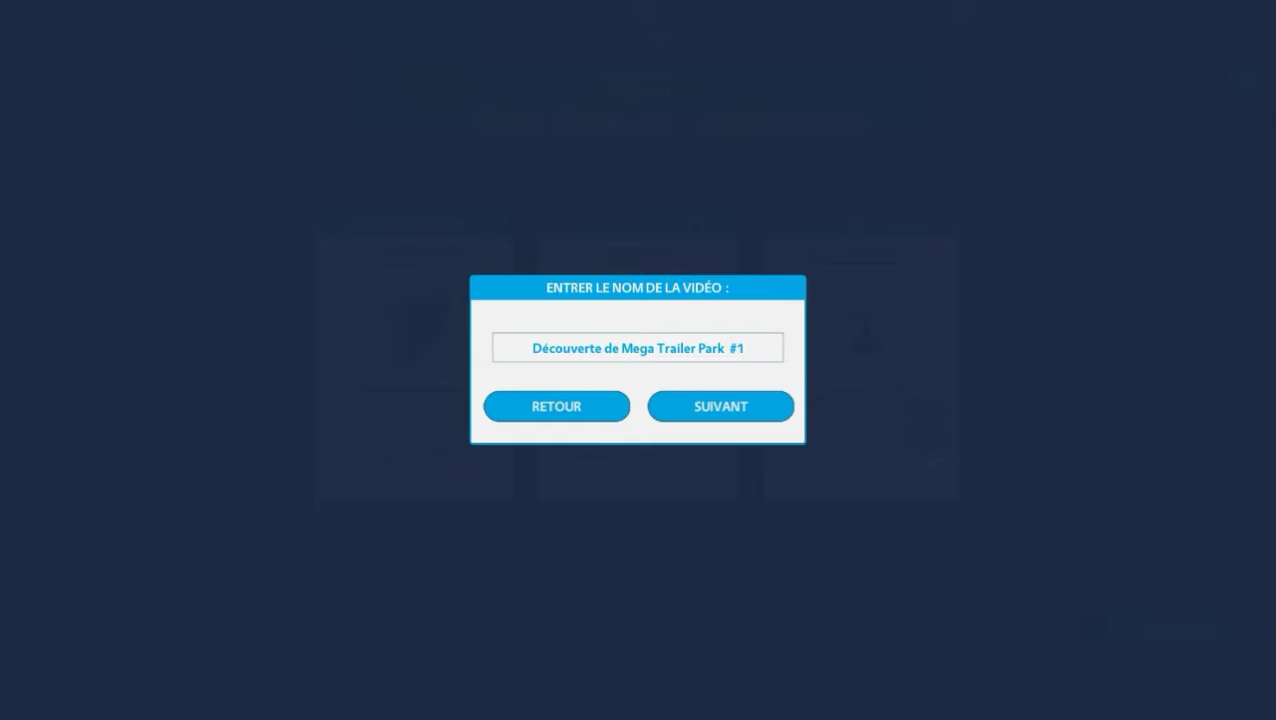 ENTRER LE NOM DE LA VIDÉO :
Découverte de Mega Trailer Park #1
RETOUR
SUIVANT